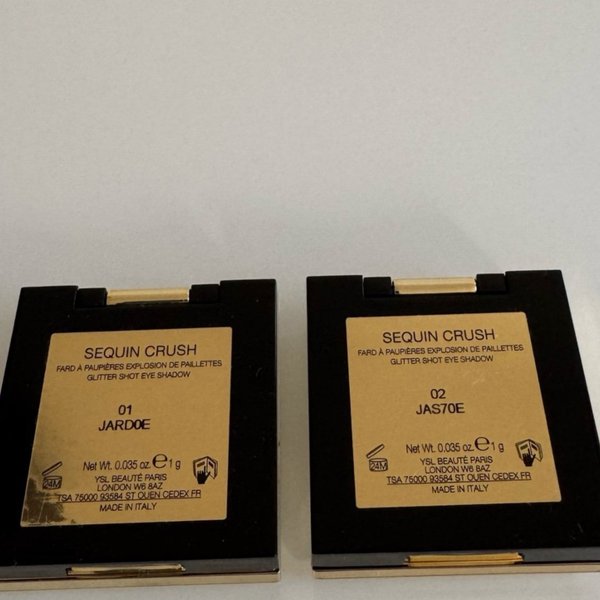 SEQUIN CRUSH
FARD À PAUPIÈRES EXPLOSION DE PAILLETTES
GLITTER SHOT EYE SHADOW
01
JARD0E
Net Wt. 0.035 oz. ℮ 1 g
24M
YSL BEAUTÉ PARIS
LONDON W6 8AZ
TSA 75000 93584 ST OUEN CEDEX FR
MADE IN ITALY
SEQUIN CRUSH
FARD À PAUPIÈRES EXPLOSION DE PAILLETTES
GLITTER SHOT EYE SHADOW
02
JAS70E
Net Wt. 0.035 oz. ℮ 1 g
24M
YSL BEAUTÉ PARIS
LONDON W6 8AZ
TSA 75000 93584 ST OUEN CEDEX FR
MADE IN ITALY